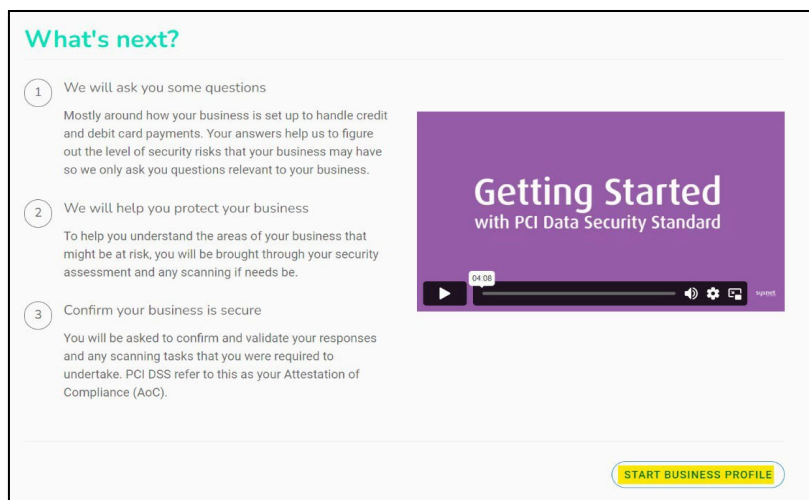 What's next?
1
We will ask you some questions
Mostly around how your business is set up to handle credit
and debit card payments. Your answers help us to figure
out the level of security risks that your business may have
so we only ask you questions relevant to your business.
2
We will help you protect your business
To help you understand the areas of your business that
might be at risk, you will be brought through your security
assessment and any scanning if needs be.
3
Confirm your business is secure
You will be asked to confirm and validate your responses
and any scanning tasks that you were required to
undertake. PCI DSS refer to this as your Attestation of
Compliance (AoC).
Getting Started
with PCI Data Security Standard
04:08
sysnet
START BUSINESS PROFILE